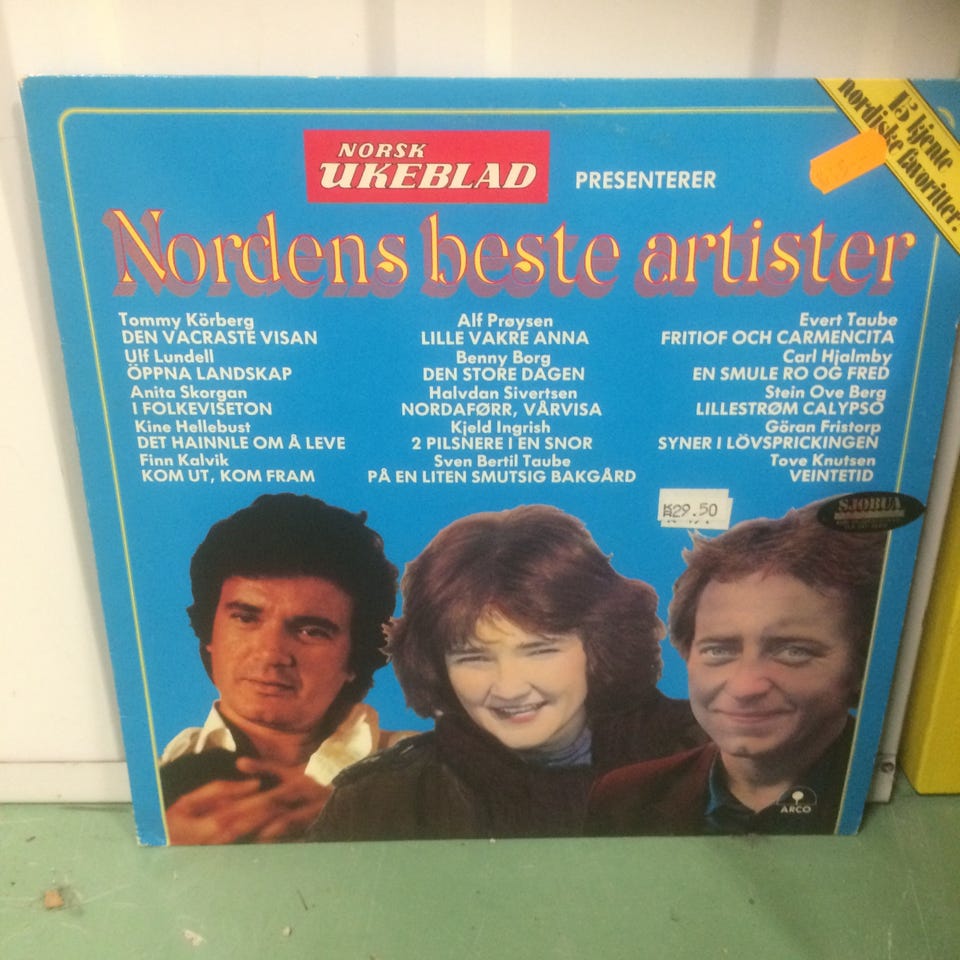 15 kjente
nordiske favoritter.
NORSK
UKEBLAD
PRESENTERER
Nordens beste artister
Tommy Körberg
DEN VACRASTE VISAN
Ulf Lundell
ÖPPNA LANDSKAP
Anita Skorgan
I FOLKEVISETON
Kine Hellebust
DET HAINNLE OM Å LEVE
Finn Kalvik
KOM UT, KOM FRAM
Alf Prøysen
LILLE VAKRE ANNA
Benny Borg
DEN STORE DAGEN
Halvdan Sivertsen
NORDAFØRR, VÅRVISA
Kjeld Ingrish
2 PILSNERE I EN SNOR
Sven Bertil Taube
PÅ EN LITEN SMUTSIG BAKGÅRD
Evert Taube
FRITIOF OCH CARMENCITA
Carl Hjalmby
EN SMULE RO OG FRED
Stein Ove Berg
LILLESTRØM CALYPSO
Göran Fristorp
SYNER I LÖVSPRICKINGEN
Tove Knutsen
VEINTETID
KR29.50
SJOBUA
ARCO